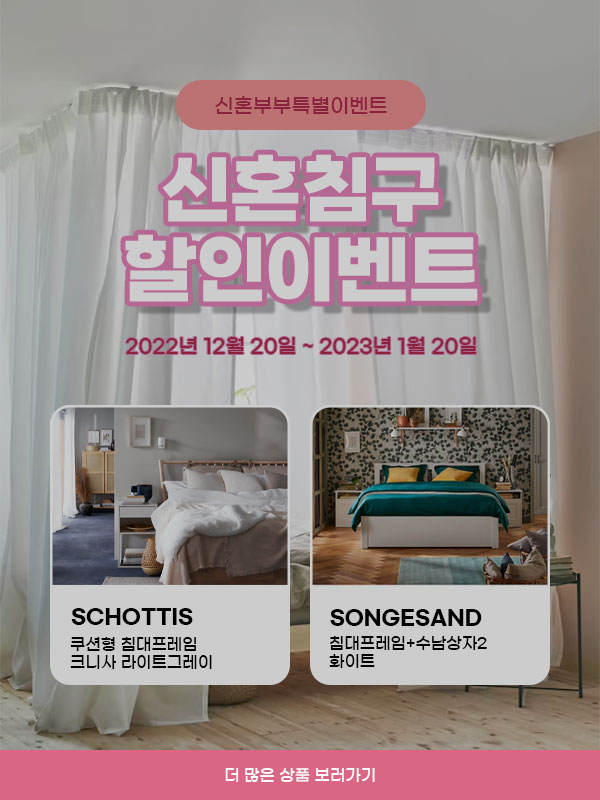 신혼부부특별이벤트
신혼침구
할인이벤트
2022년 12월 20일 ~ 2023년 1월 20일
SCHOTTIS
쿠션형 침대프레임
크니사 라이트그레이
SONGESAND
침대프레임+수남상자2
화이트
더 많은 상품 보러가기